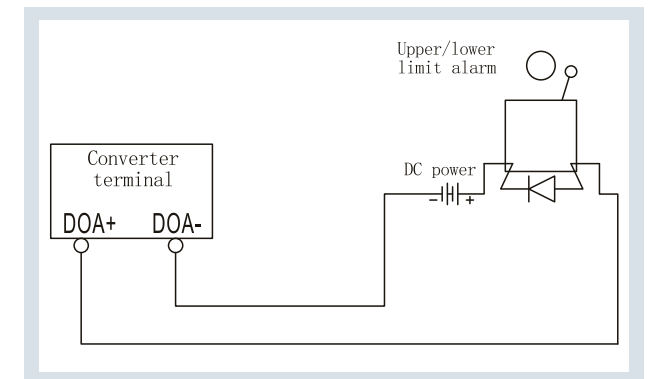 Upper/lower
limit alarm
Converter
terminal
DC power
- +
DOA+ DOA-